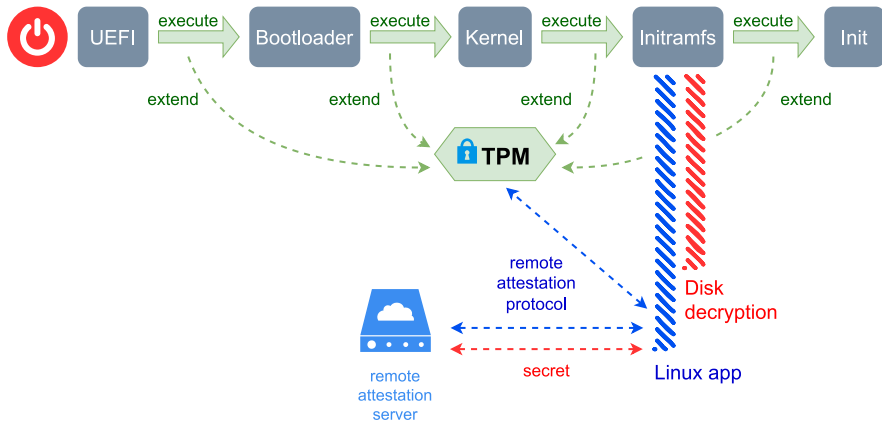 execute
execute
execute
execute
UEFI
Bootloader
Kernel
Initramfs
Init
extend
extend
extend
extend
TPM
remote
attestation
protocol
Disk
decryption
secret
Linux app
remote
attestation
server